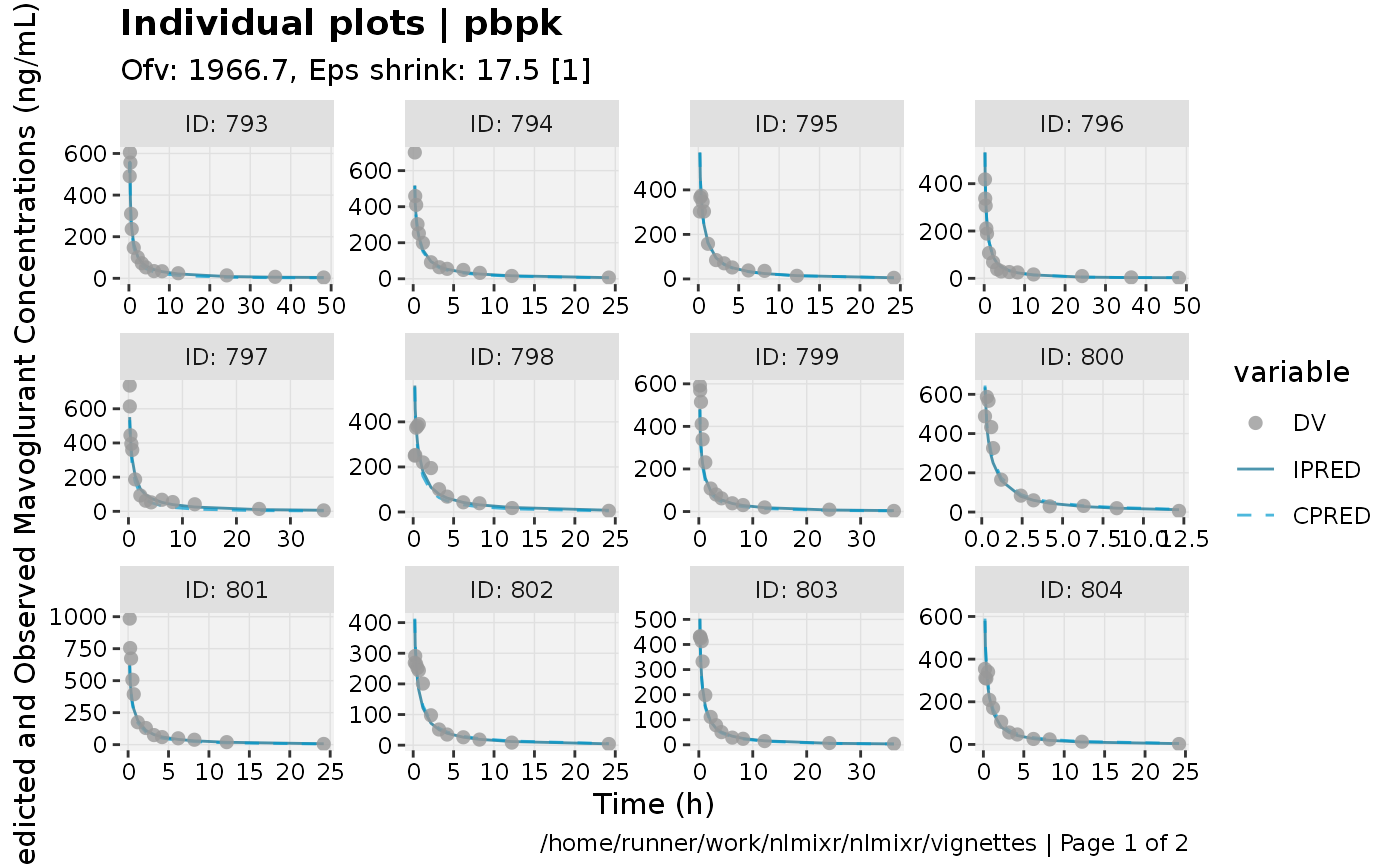 Individual plots | pbpk
Ofv: 1966.7, Eps shrink: 17.5 [1]
edicted and Observed Mavoglurant Concentrations (ng/mL)
ID: 793
600
400
200
0
0 10 20 30 40 50
ID: 794
600
400
200
0
0 5 10 15 20 25
ID: 795
400
200
0
0 5 10 15 20 25
ID: 796
400
200
0
0 10 20 30 40 50
ID: 797
600
400
200
0
0 10 20 30
ID: 798
400
200
0
0 5 10 15 20 25
ID: 799
600
400
200
0
0 10 20 30
ID: 800
600
400
200
0
0.0 2.5 5.0 7.5 10.0 12.5
ID: 801
1000
750
500
250
0
0 5 10 15 20 25
ID: 802
400
300
200
100
0
0 5 10 15 20 25
ID: 803
500
400
300
200
100
0
0 10 20 30
ID: 804
600
400
200
0
0 5 10 15 20 25
Time (h)
variable
DV
IPRED
CPRED
/home/runner/work/nlmixr/nlmixr/vignettes | Page 1 of 2